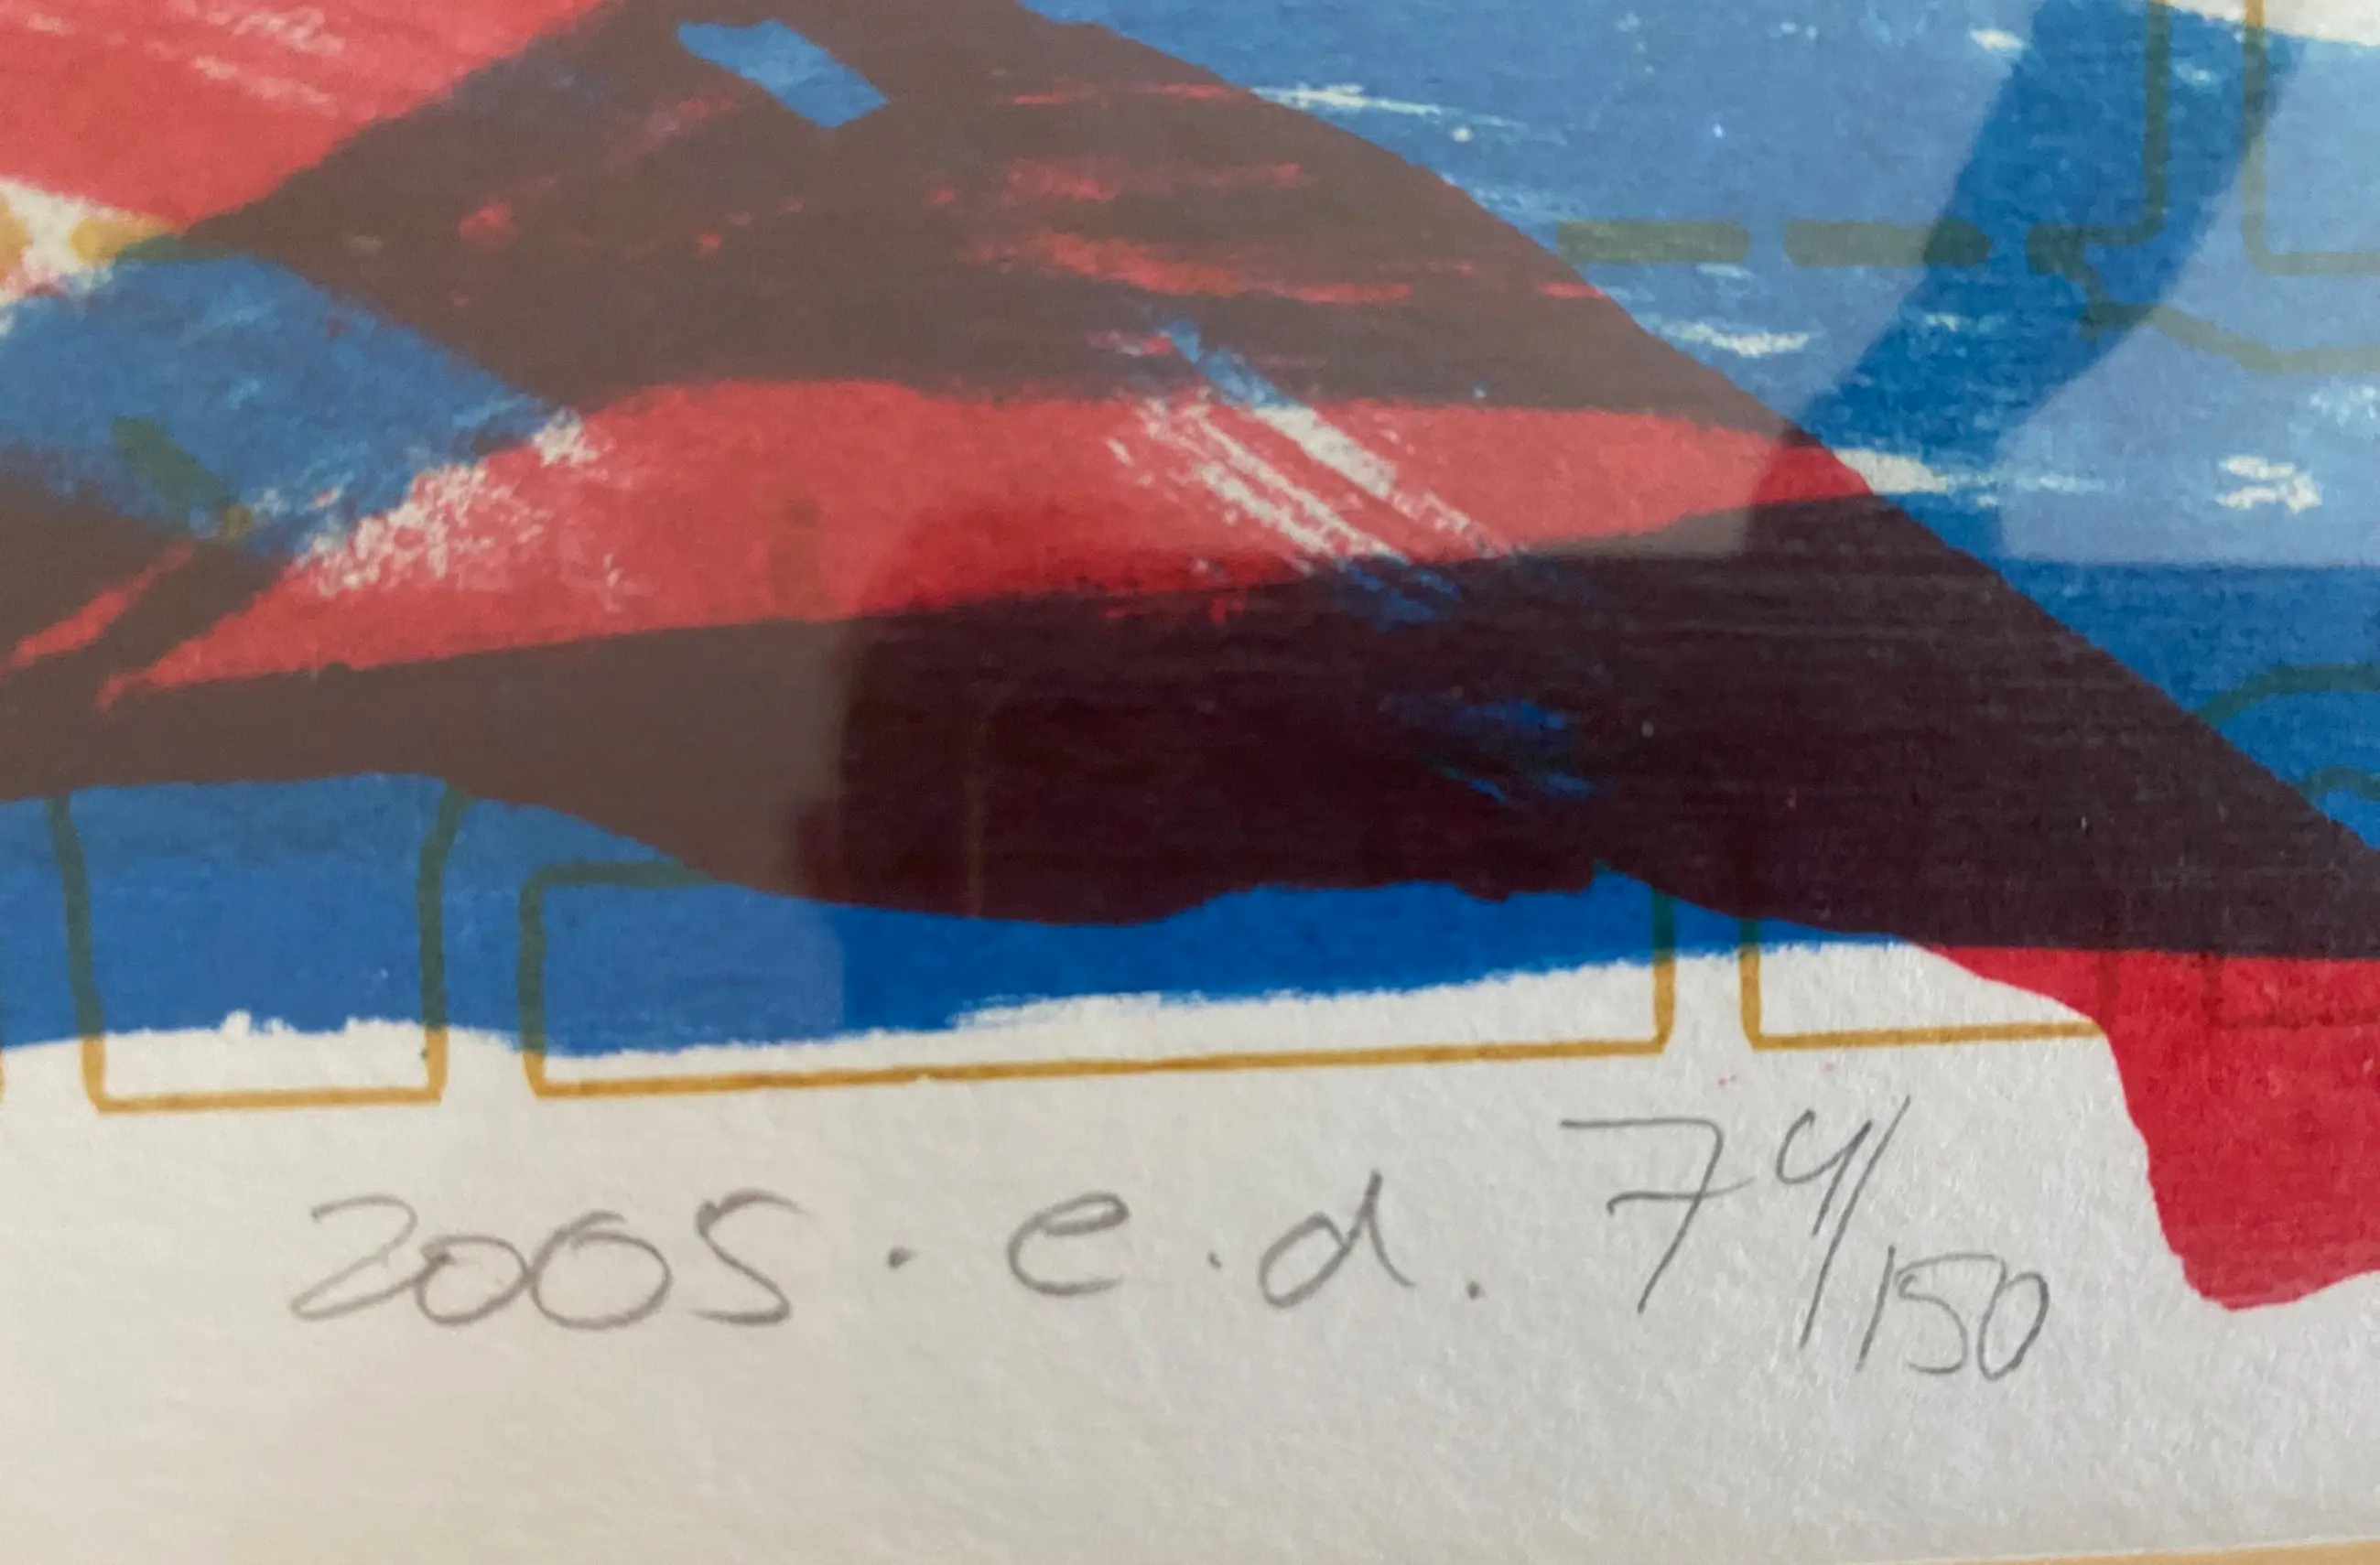 2005 . e . d . 74/150